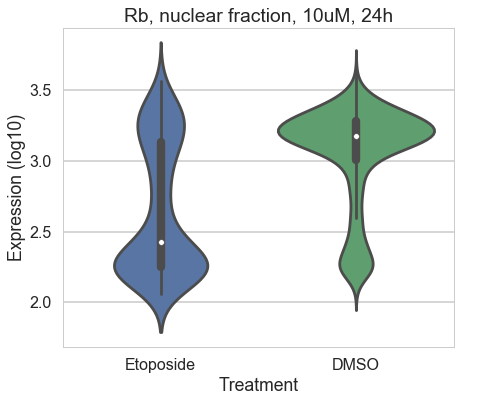 Rb, nuclear fraction, 10uM, 24h
Expression (log10)
3.5
3.0
2.5
2.0
Etoposide DMSO
Treatment